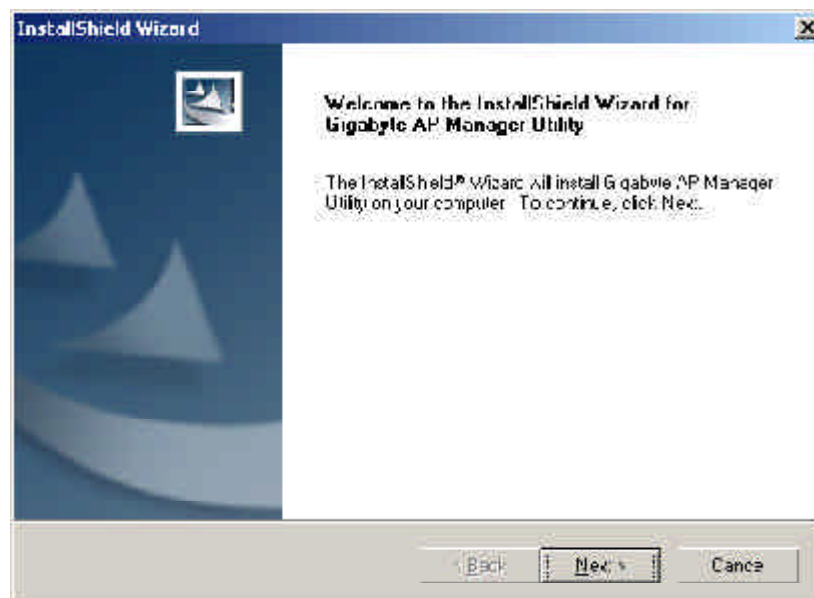 InstallShield Wizard
Welcome to the InstallShield Wizard for
Gigabyte AP Manager Utility
The InstallShield® Wizard will install Gigabyte AP Manager
Utility on your computer. To continue, click Next.
< Back
Next >
Cancel